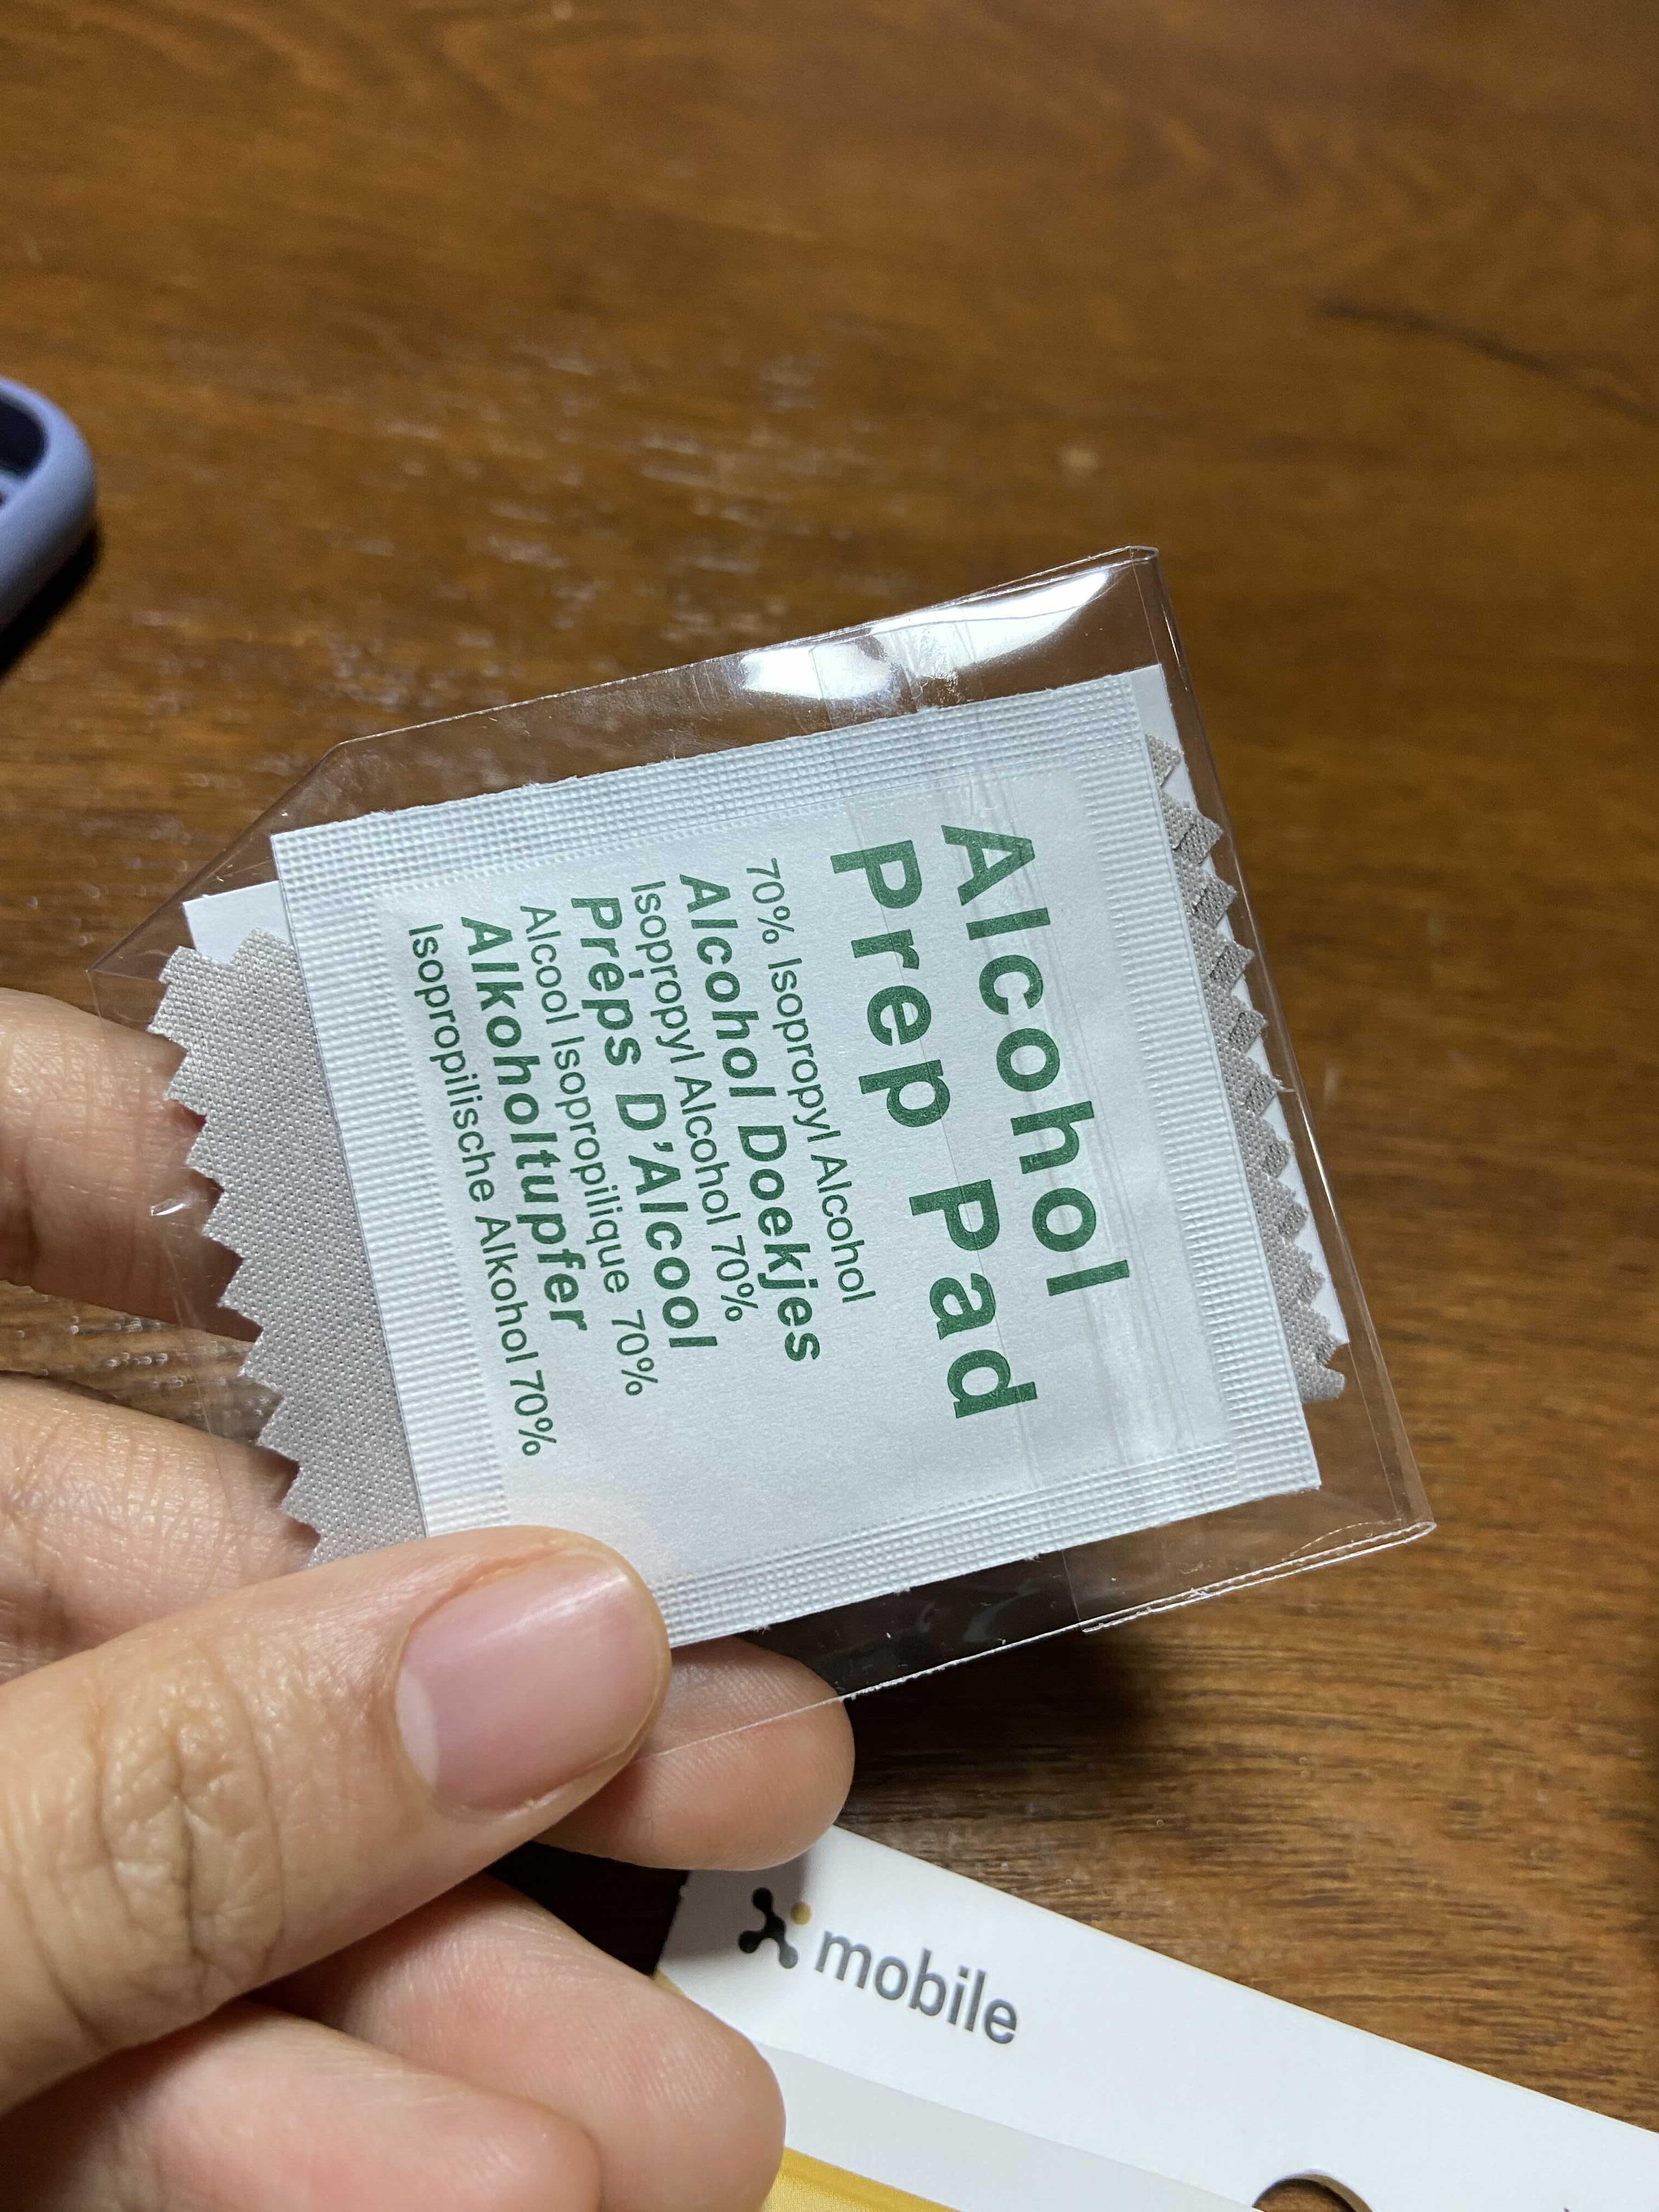 Alcohol
Prep Pad
70% Isopropyl Alcohol
Alcohol Doekjes
Isopropyl Alcohol 70%
Préps D'Alcool
Alcool Isopropilique 70%
Alkoholtupfer
Isopropilische Alkohol 70%
mobile